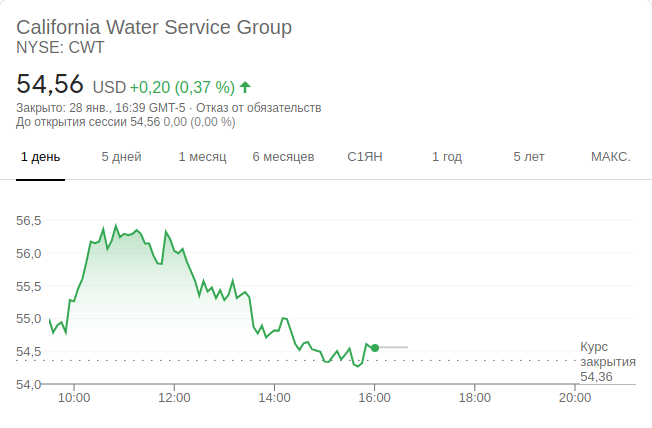 California Water Service Group
NYSE: CWT
54,56 USD +0,20 (0,37 %)
Закрыто: 28 янв., 16:39 GMT-5 · Отказ от обязательств
До открытия сессии 54,56 0,00 (0,00 %)
1 день 5 дней 1 месяц 6 месяцев С1ЯН 1 год 5 лет МАКС.
56,5
56,0
55,5
55,0
54,5
54,0
Курс
закрытия
54,36
10:00 12:00 14:00 16:00 18:00 20:00